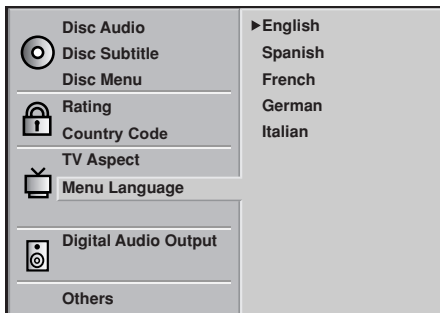 Disc Audio
Disc Subtitle
Disc Menu
Rating
Country Code
TV Aspect
Menu Language
Digital Audio Output
Others
English
Spanish
French
German
Italian